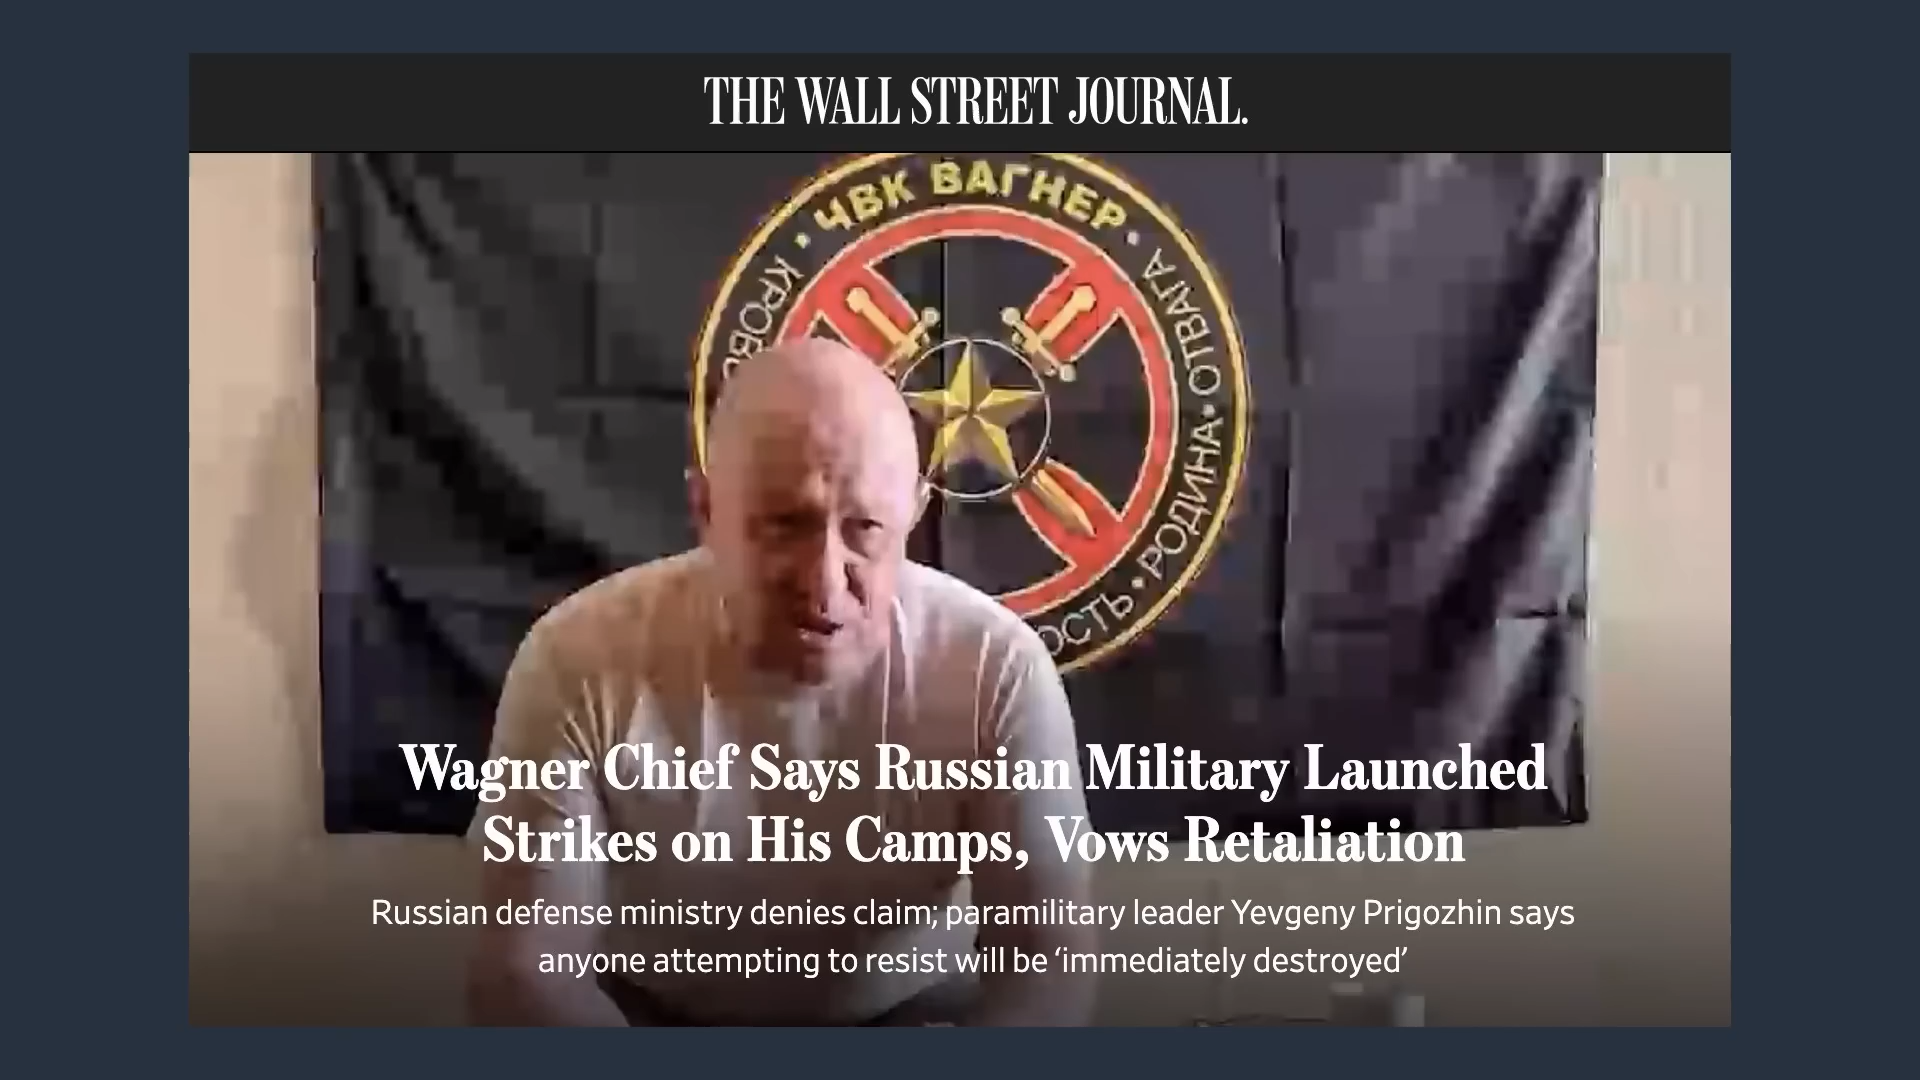 THE WALL STREET JOURNAL.
ЧВК ВАГНЕР
ОТВАГА
РОДИНА
Wagner Chief Says Russian Military Launched
Strikes on His Camps, Vows Retaliation
Russian defense ministry denies claim; paramilitary leader Yevgeny Prigozhin says
anyone attempting to resist will be ‘immediately destroyed’